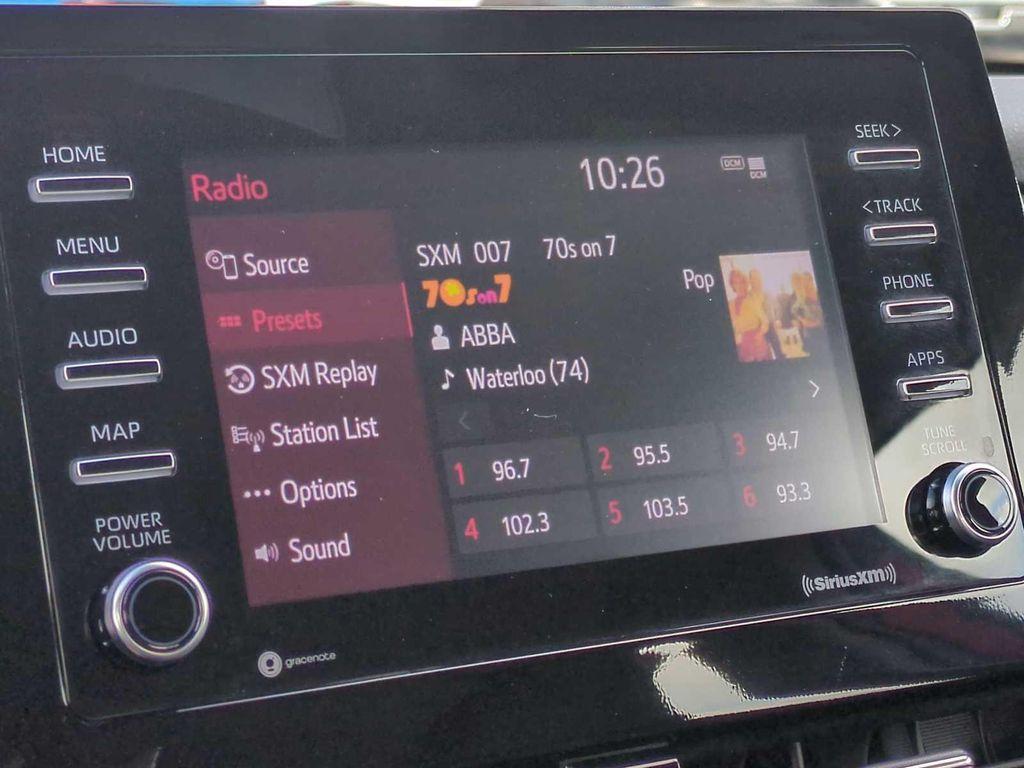 HOME
MENU
AUDIO
MAP
POWER
VOLUME
Radio
10:26
DCM
DCM
Source
Presets
SXM Replay
Station List
Options
Sound
SXM 007 70s on 7
70s on 7
Pop
ABBA
Waterloo (74)
1 96.7
2 95.5
3 94.7
4 102.3
5 103.5
6 93.3
SEEK >
< TRACK
PHONE
APPS
TUNE
SCROLL
gracenote
((SiriusXM))